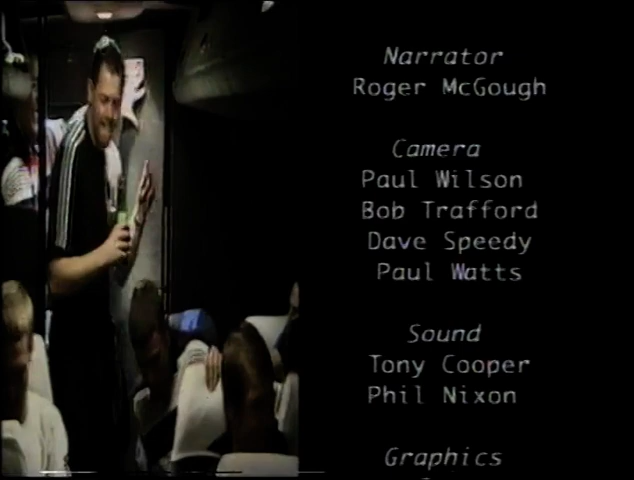 Narrator
Roger McGough
Camera
Paul Wilson
Bob Trafford
Dave Speedy
Paul Watts
Sound
Tony Cooper
Phil Nixon
Graphics